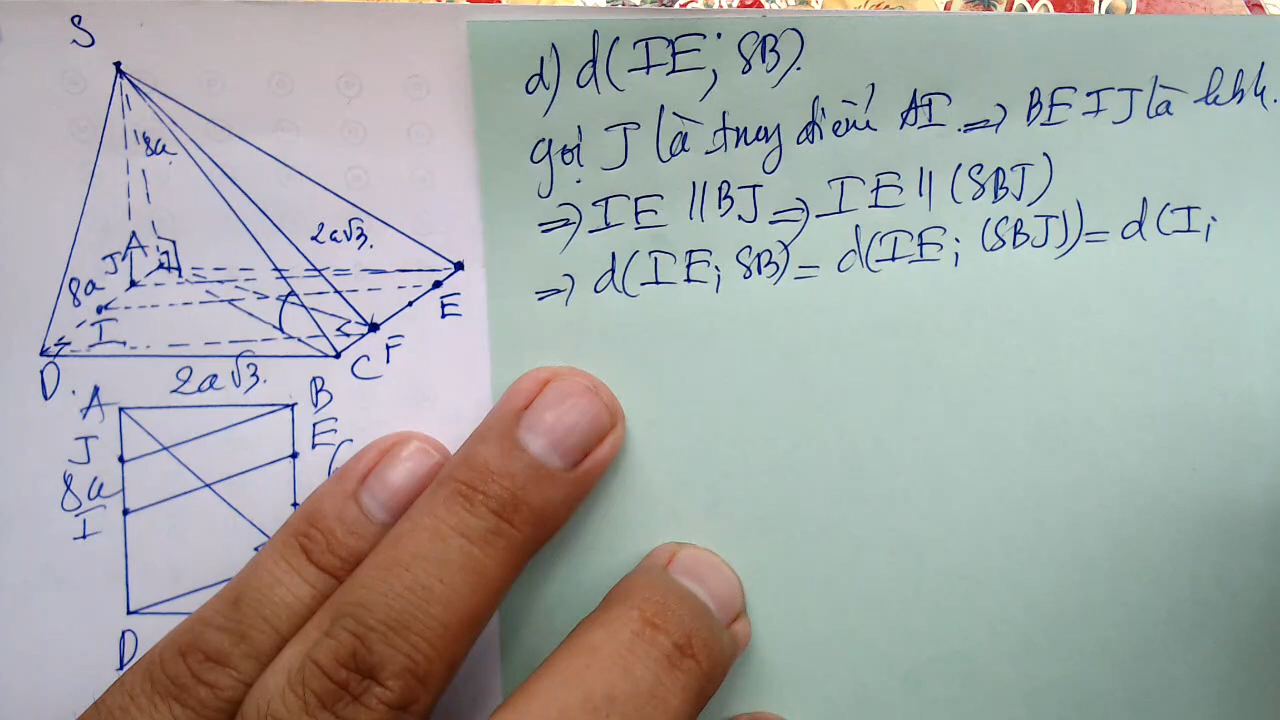 S
8a
2a√3.
A
J
8a
I
E
D.
C
F
2a√3.
A
B
J
E
8a
I
D
d) d(IE; SB).
gọi J là trung điểm AI. => BEIJ là hbh.
=> IE // BJ => IE // (SBJ)
=> d(IE; SB) = d(IE; (SBJ)) = d(I;